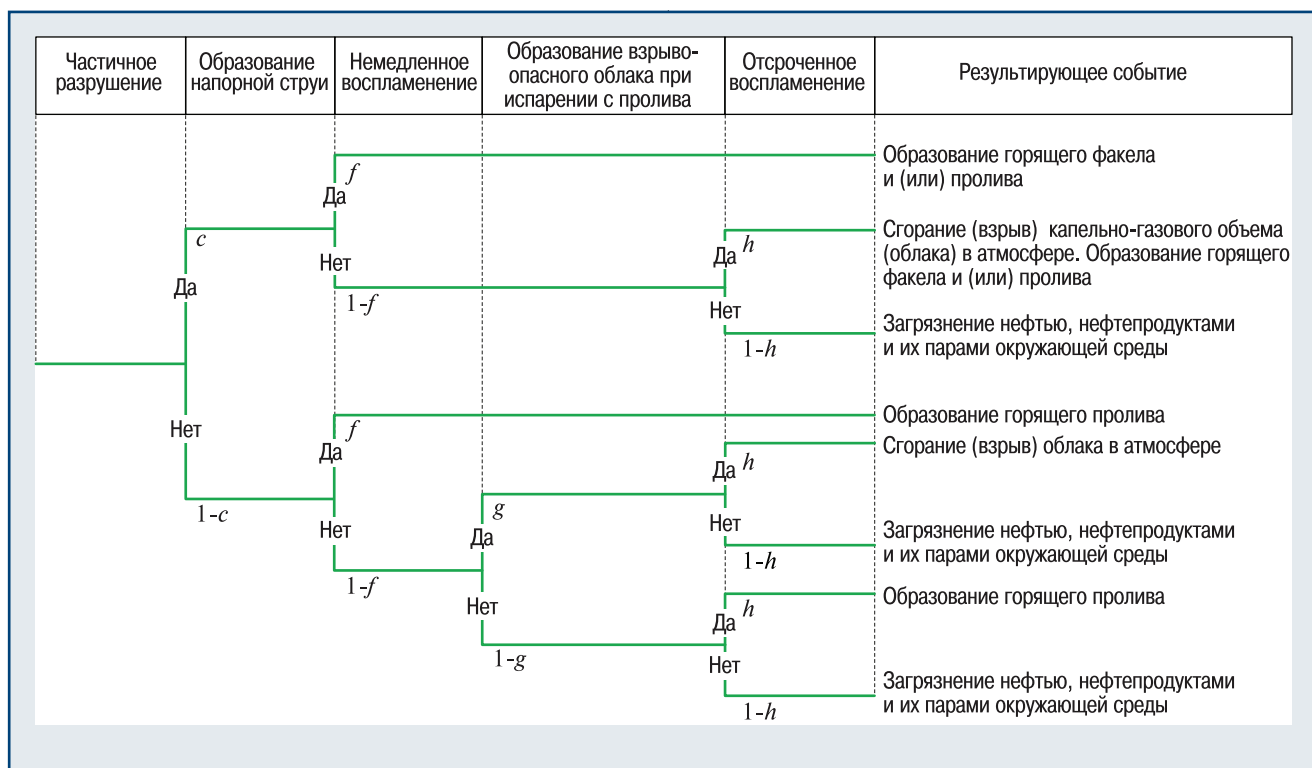 Частичное
разрушение
Образование
напорной струи
Немедленное
воспламенение
Образование взрыво-
опасного облака при
испарении с пролива
Отсроченное
воспламенение
Результирующее событие
f
Образование горящего факела
и (или) пролива
Да
c
h
Сгорание (взрыв) капельно-газового объема
(облака) в атмосфере. Образование горящего
факела и (или) пролива
Да
Нет
Да
1-f
Нет
Загрязнение нефтью, нефтепродуктами
и их парами окружающей среды
1-h
f
Образование горящего пролива
Нет
Да
h
Сгорание (взрыв) облака в атмосфере
Да
1-c
g
Нет
Нет
Да
Загрязнение нефтью, нефтепродуктами
и их парами окружающей среды
1-h
1-f
h
Образование горящего пролива
Нет
Да
1-g
Нет
Загрязнение нефтью, нефтепродуктами
и их парами окружающей среды
1-h